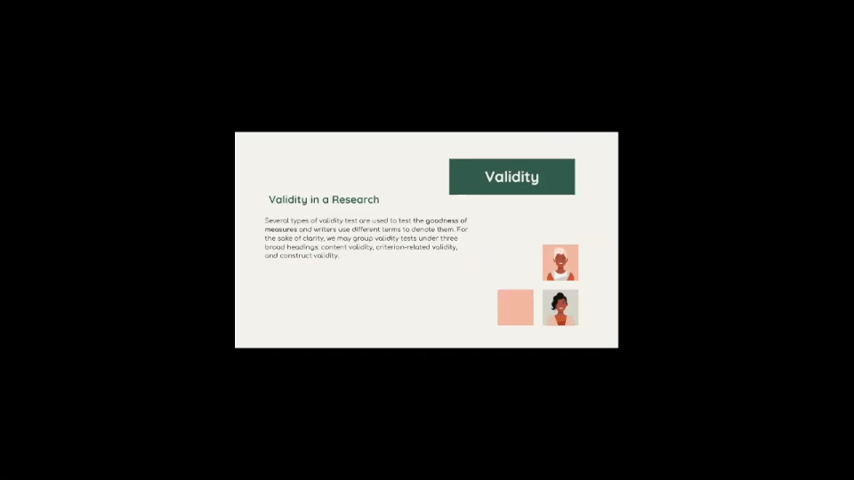 Validity
Validity in a Research
Several types of validity test are used to test the goodness of
measures and writers use different terms to denote them. For
the sake of clarity, we may group validity tests under three
broad headings: content validity, criterion-related validity,
and construct validity.